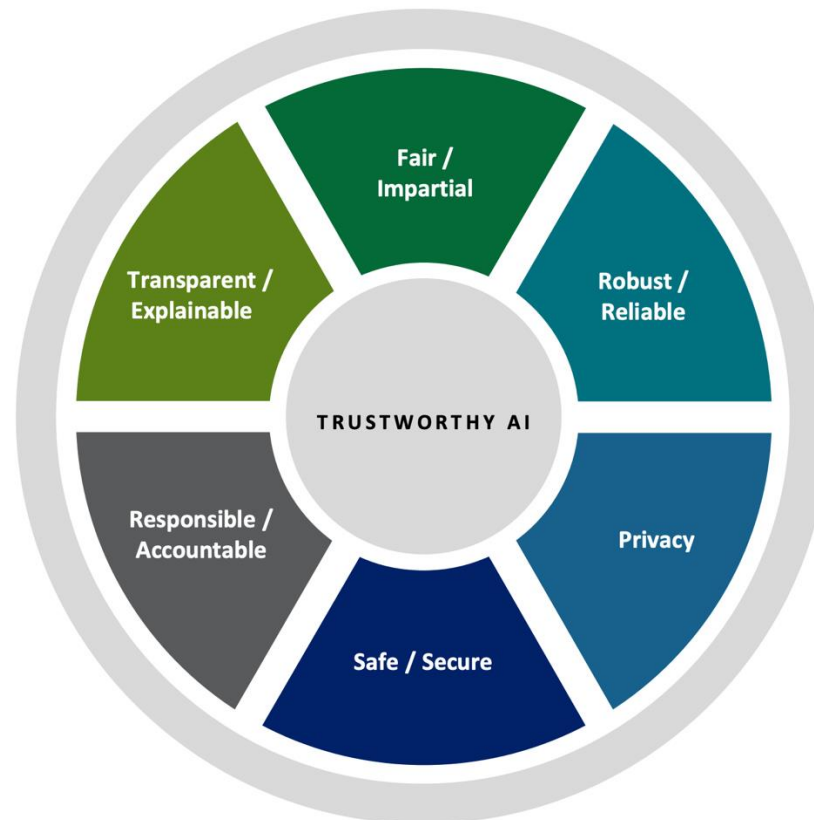 Fair /
Impartial
Transparent /
Explainable
Robust /
Reliable
TRUSTWORTHY AI
Responsible /
Accountable
Privacy
Safe / Secure